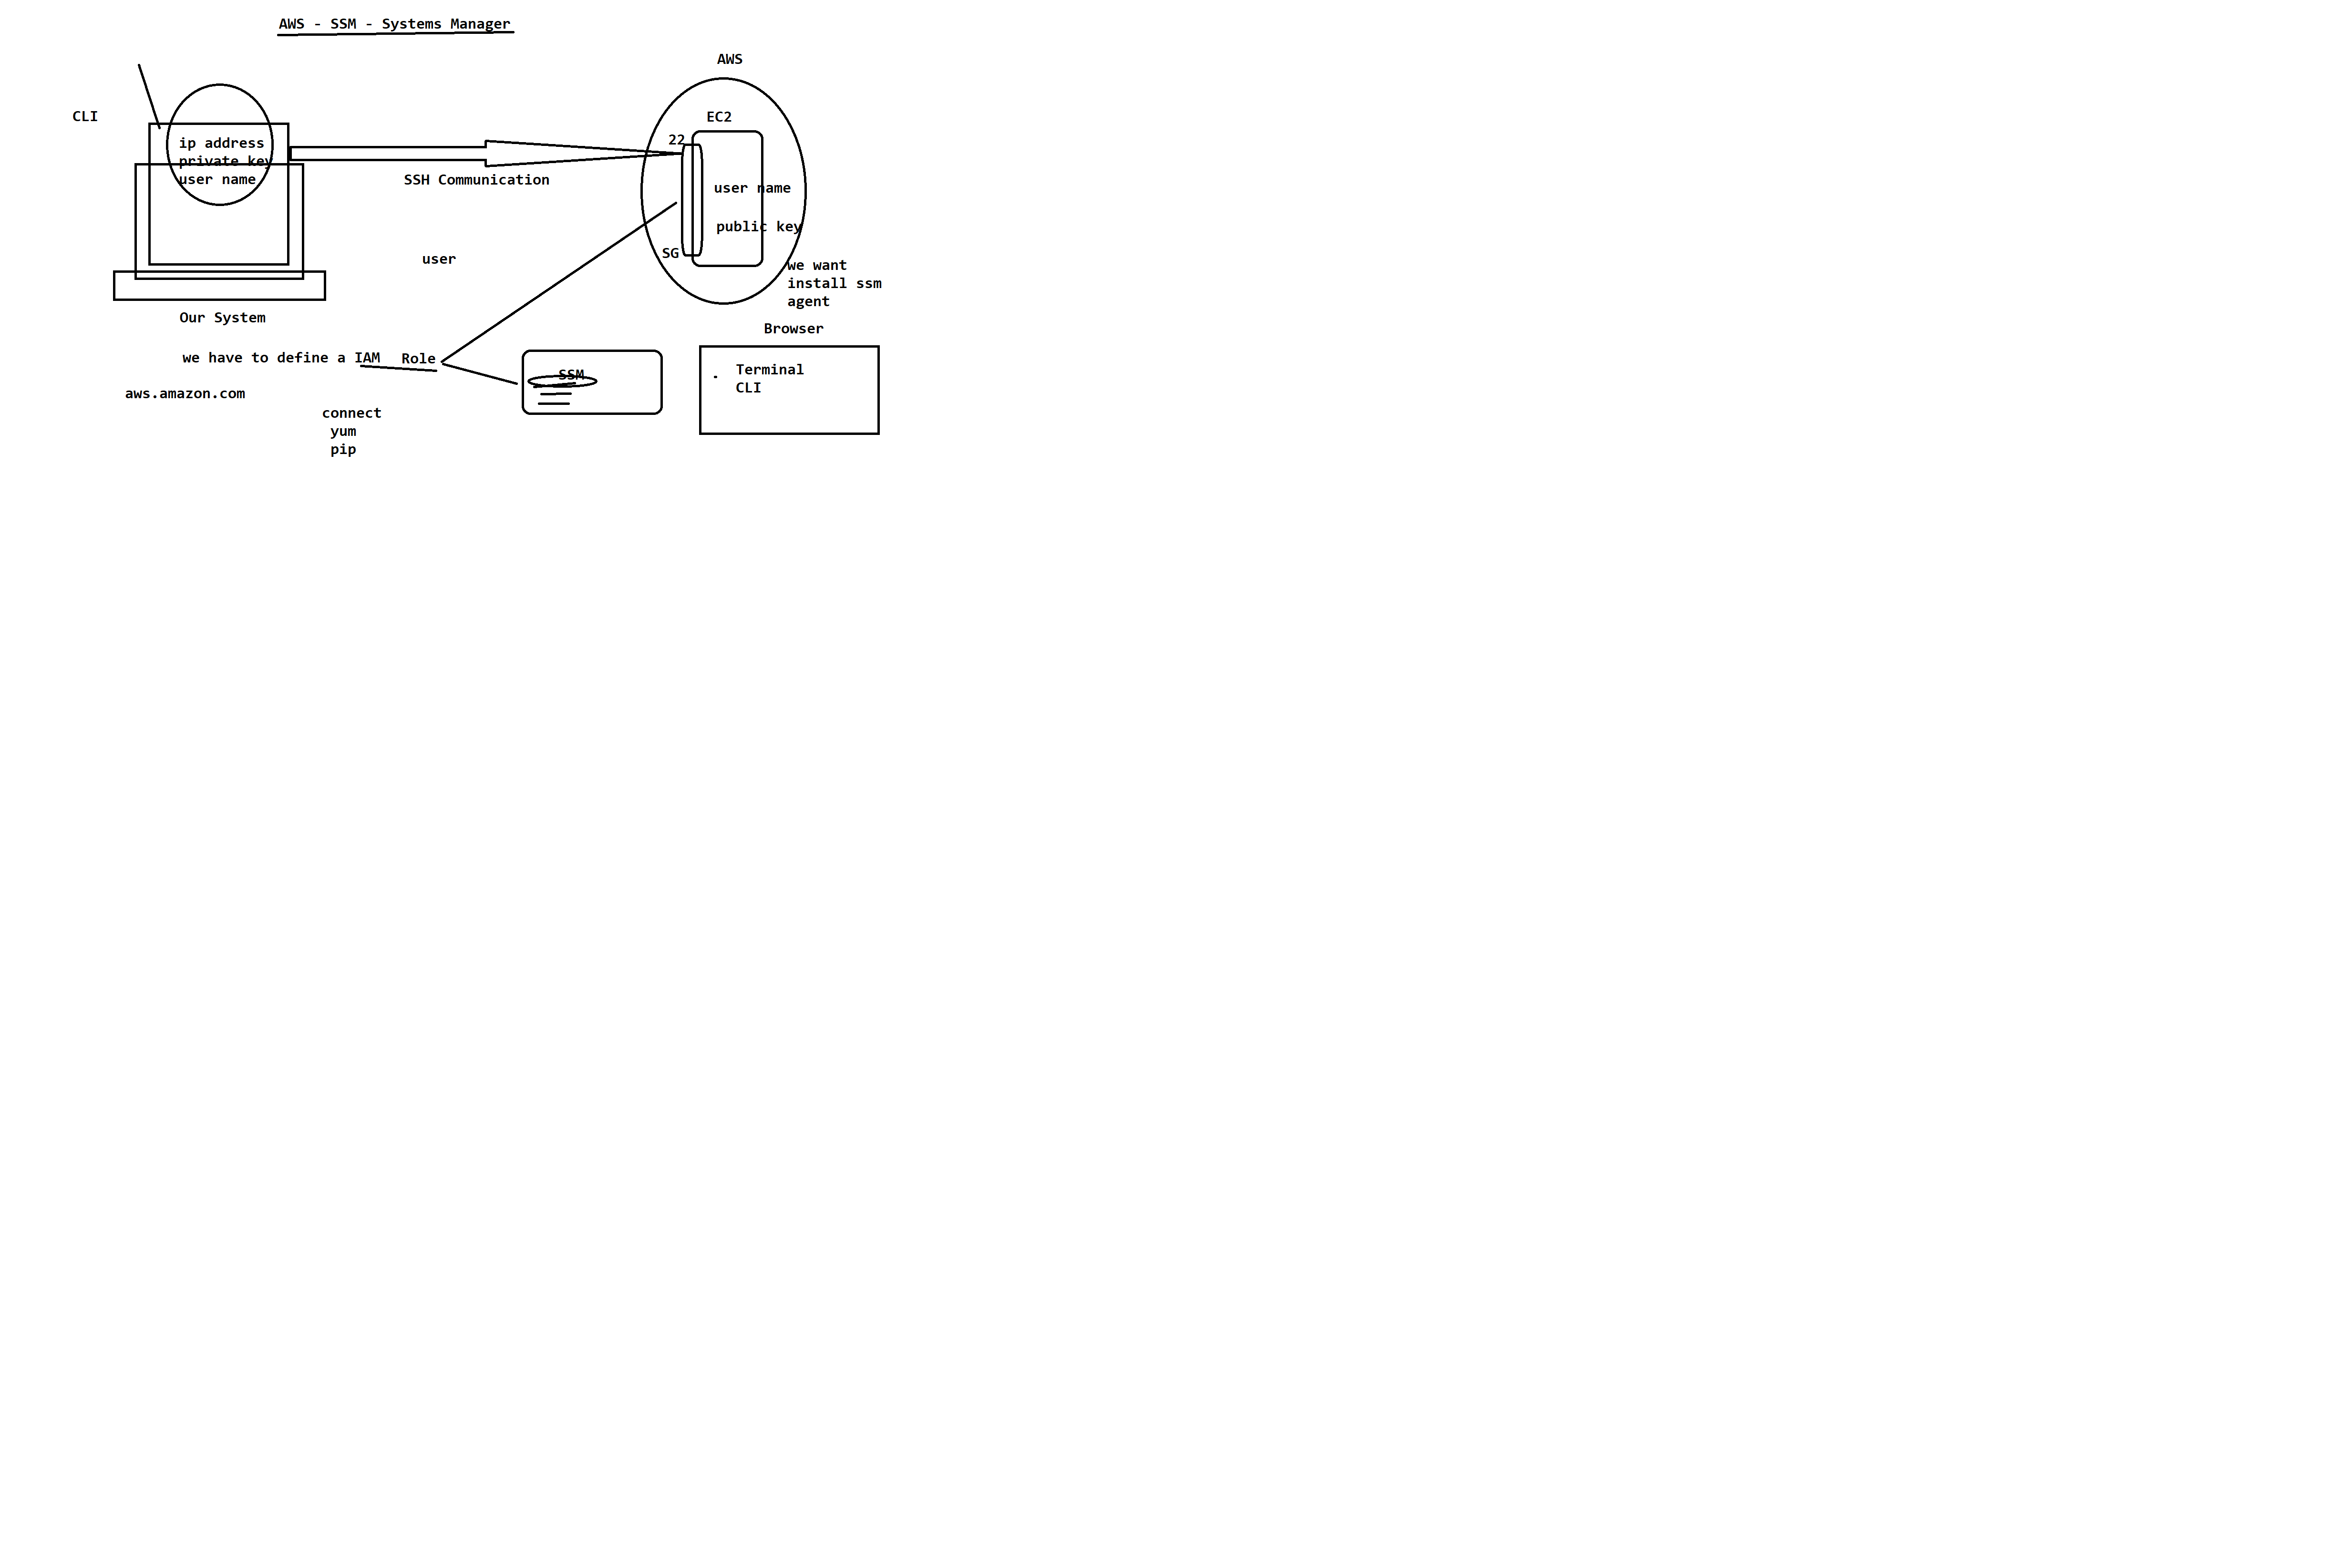 AWS - SSM - Systems Manager
AWS
CLI
EC2
22
ip address
private key
user name
SSH Communication
user name
public key
SG
user
we want
install ssm
agent
Our System
Browser
we have to define a IAM Role
SSM
Terminal
CLI
aws.amazon.com
connect
yum
pip